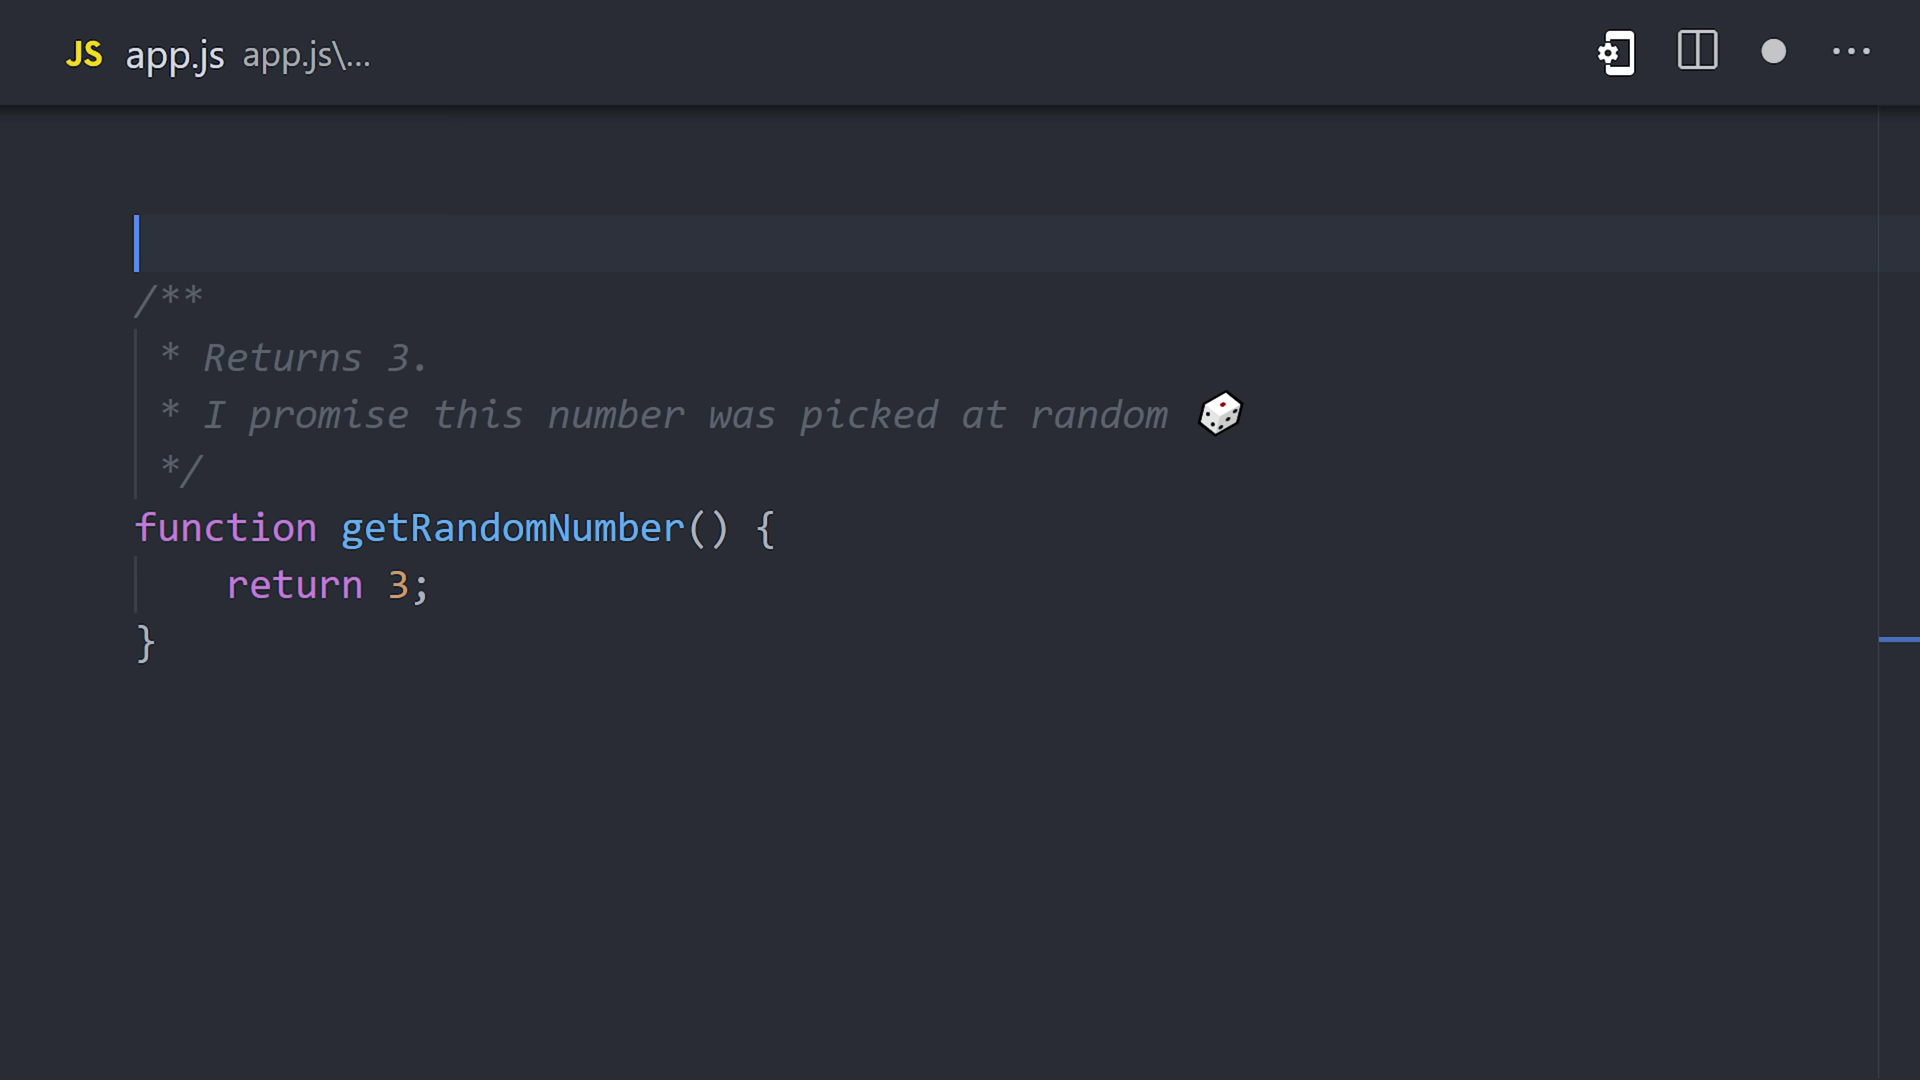 JS app.js app.js\...
/**
* Returns 3.
* I promise this number was picked at random 🎲
*/
function getRandomNumber() {
return 3;
}